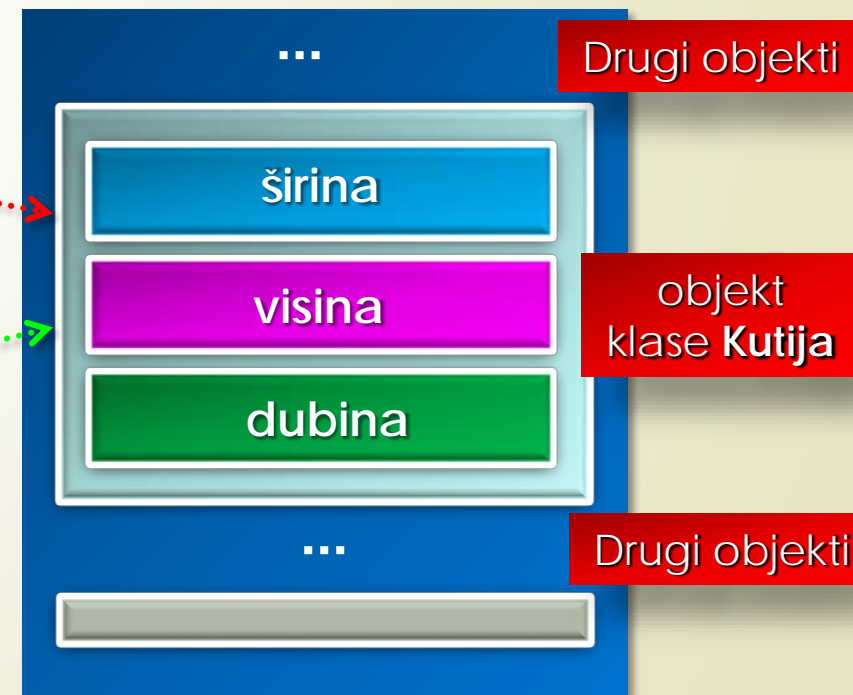 ...
Drugi objekti
širina
visina
objekt
klase Kutija
dubina
...
Drugi objekti